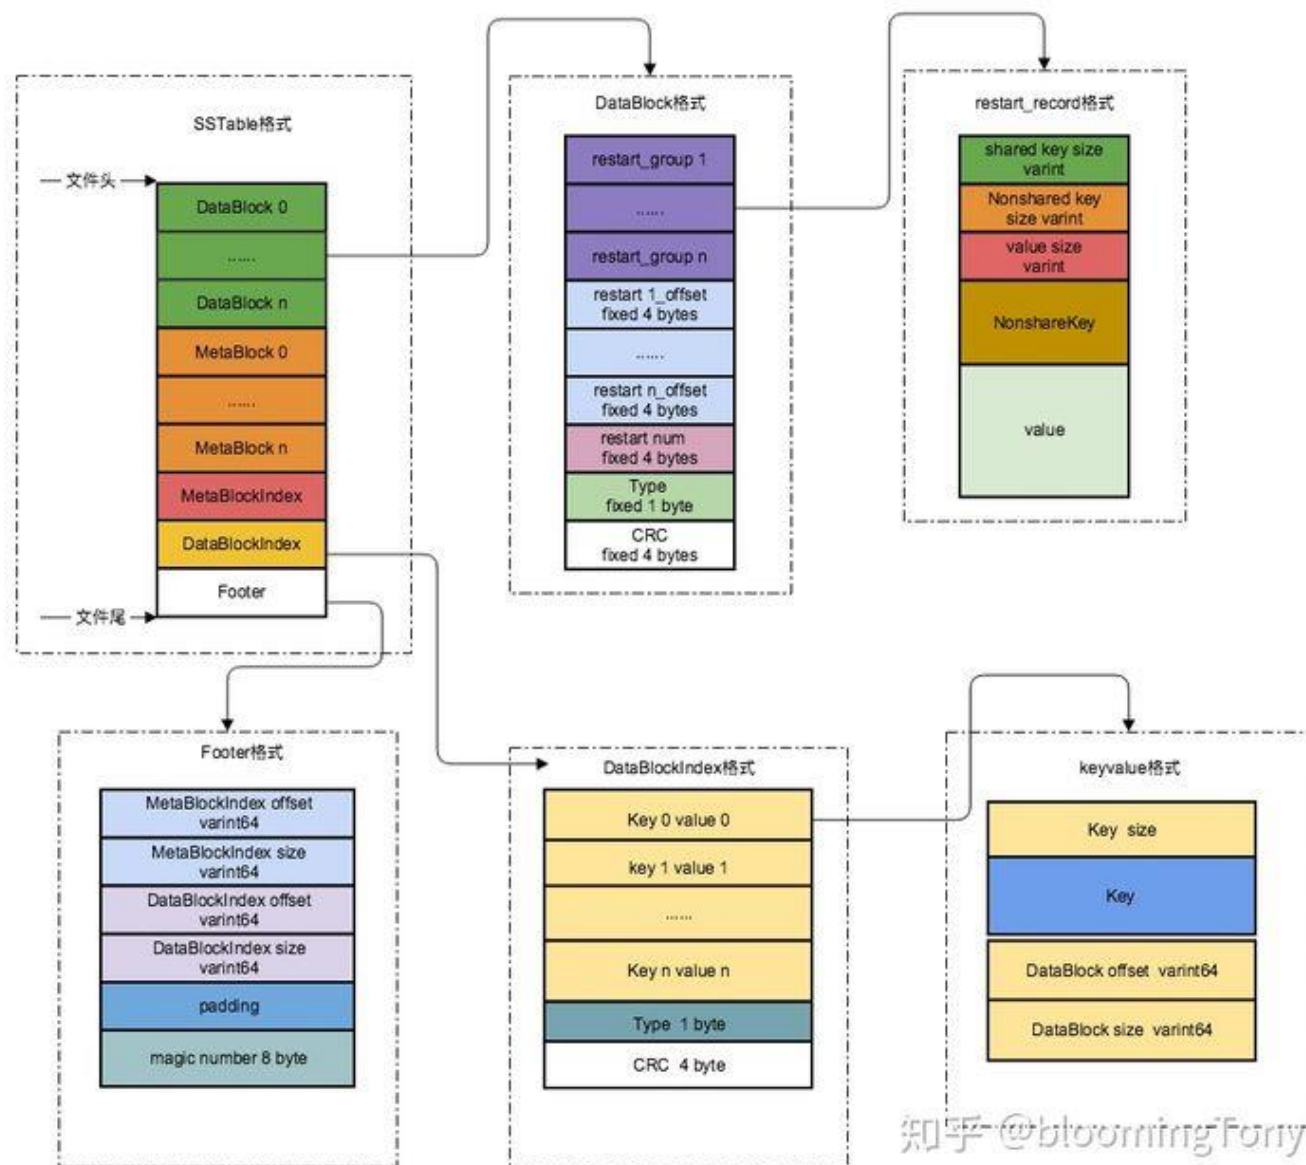 SSTable格式
文件头
DataBlock 0
......
DataBlock n
MetaBlock 0
......
MetaBlock n
MetaBlockIndex
DataBlockIndex
Footer
文件尾
DataBlock格式
restart_group 1
......
restart_group n
restart 1_offset
fixed 4 bytes
......
restart n_offset
fixed 4 bytes
restart num
fixed 4 bytes
Type
fixed 1 byte
CRC
fixed 4 bytes
restart_record格式
shared key size
varint
Nonshared key
size varint
value size
varint
NonshareKey
value
Footer格式
MetaBlockIndex offset
varint64
MetaBlockIndex size
varint64
DataBlockIndex offset
varint64
DataBlockIndex size
varint64
padding
magic number 8 byte
DataBlockIndex格式
Key 0 value 0
key 1 value 1
......
Key n value n
Type 1 byte
CRC 4 byte
keyvalue格式
Key size
Key
DataBlock offset varint64
DataBlock size varint64
知乎 @bloomingTony